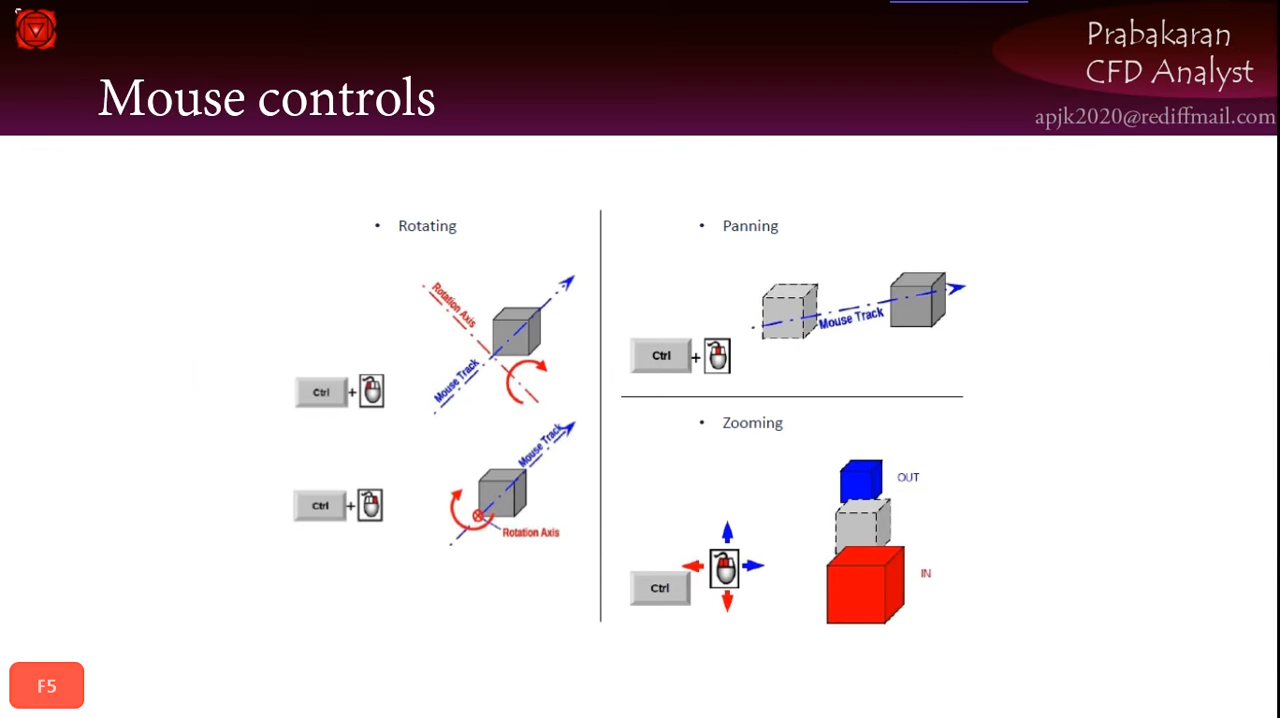 Prabakaran
CFD Analyst
apjk2020@rediffmail.com
Mouse controls
• Rotating
Rotation Axis
Mouse Track
Ctrl +
Mouse Track
Ctrl +
Rotation Axis
• Panning
Mouse Track
Ctrl +
• Zooming
OUT
IN
Ctrl
F5